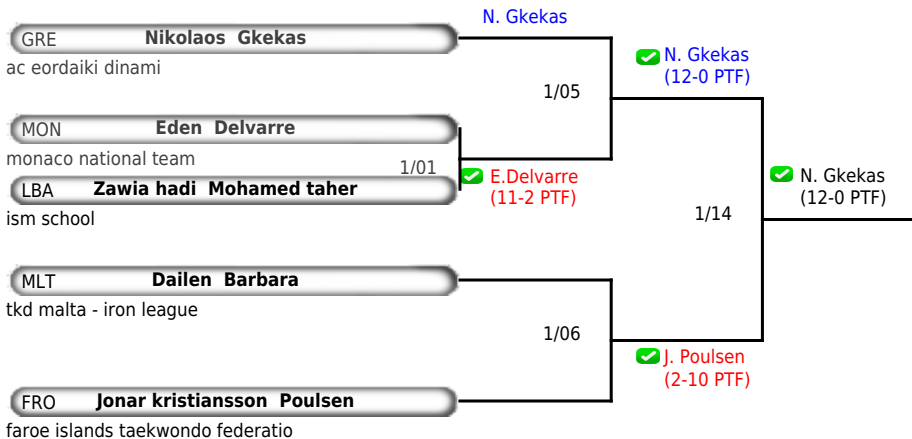 N. Gkekas
GRE Nikolaos Gkekas
ac eordaiki dinami
N. Gkekas
(12-0 PTF)
1/05
MON Eden Delvarre
monaco national team
1/01
E.Delvarre
(11-2 PTF)
LBA Zawia hadi Mohamed taher
ism school
N. Gkekas
(12-0 PTF)
1/14
MLT Dailen Barbara
tkd malta - iron league
1/06
J. Poulsen
(2-10 PTF)
FRO Jonar kristiansson Poulsen
faroe islands taekwondo federatio